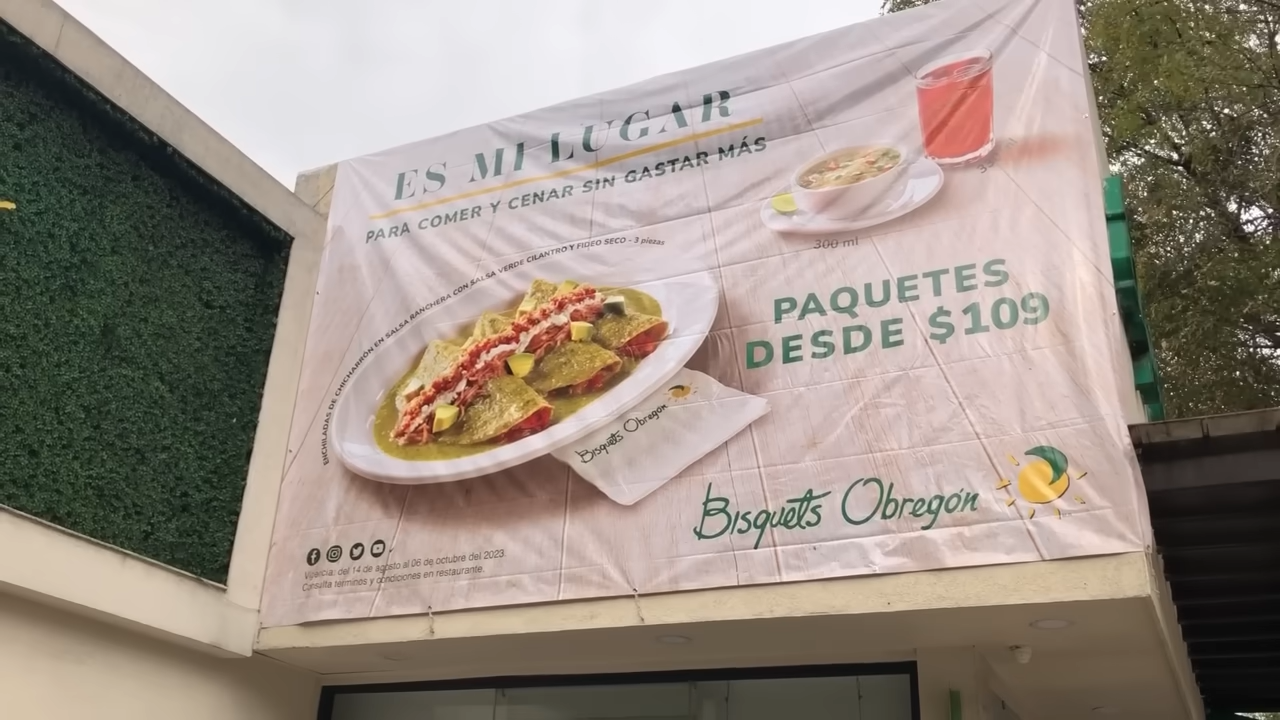 ES MI LUGAR
PARA COMER Y CENAR SIN GASTAR MÁS
300 ml
ENCHILADAS DE CHICHARRÓN EN SALSA RANCHERA CON SALSA VERDE CILANTRO Y FIDEO SECO - 3 piezas
PAQUETES
DESDE $109
Bisquets Obregón
Bisquets Obregón
Vigencia: del 14 de agosto al 06 de octubre del 2023.
Consulta términos y condiciones en restaurante.